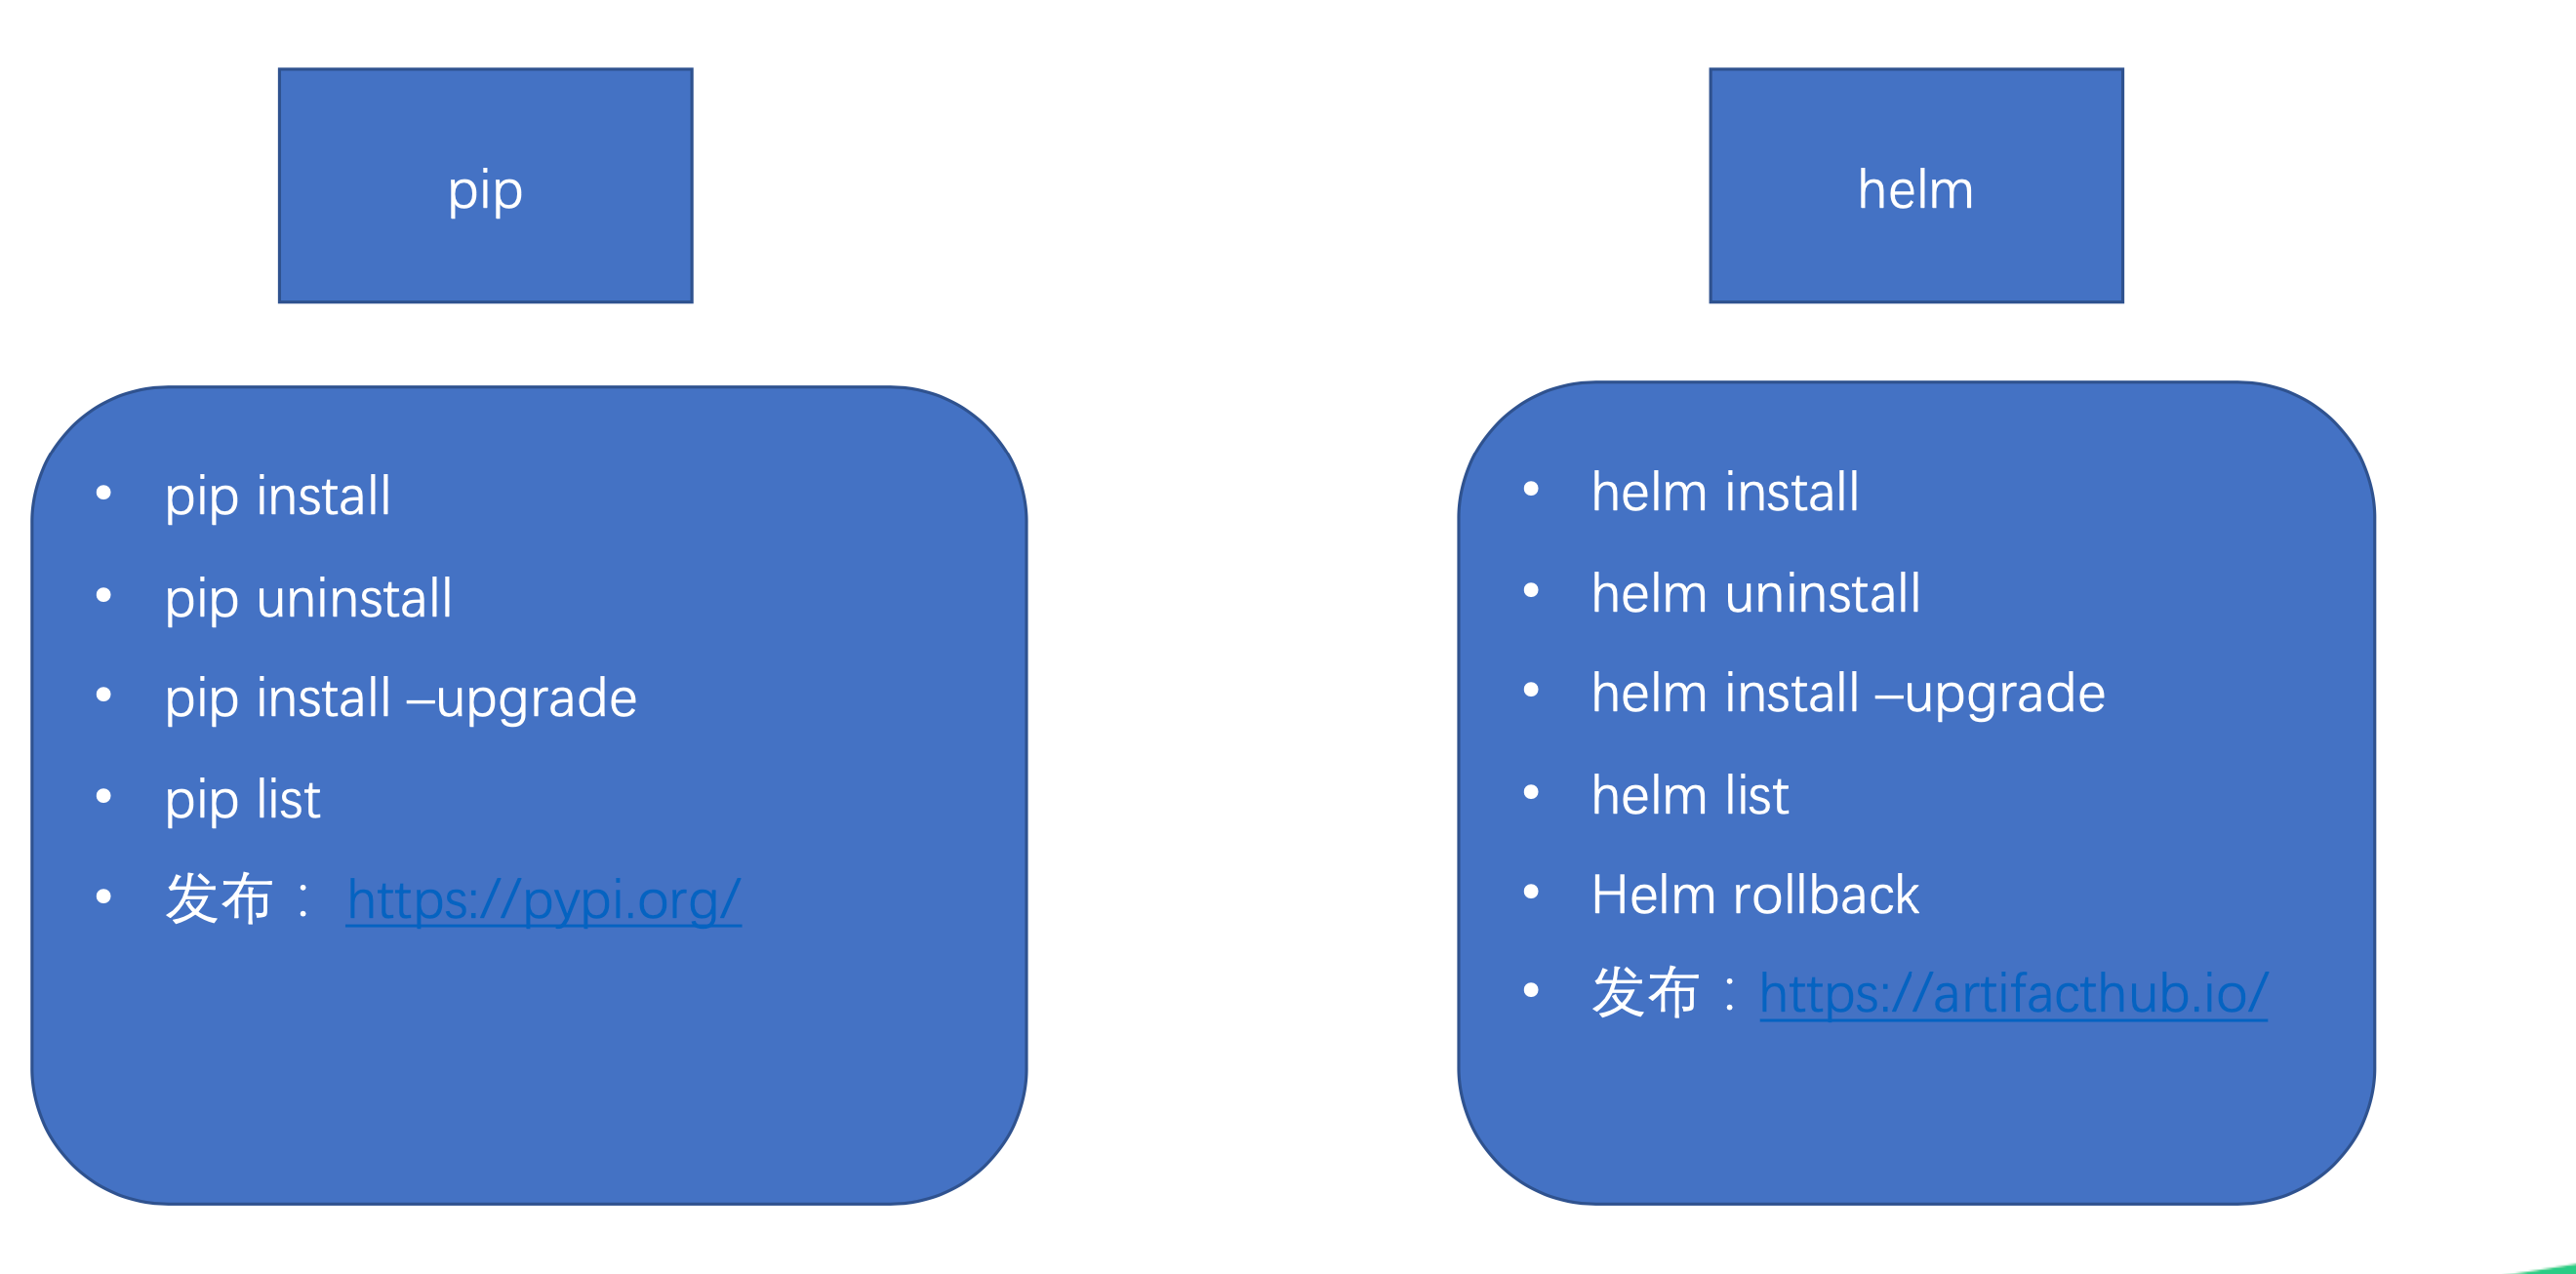 pip
• pip install
• pip uninstall
• pip install –upgrade
• pip list
• 发布： https://pypi.org/
helm
• helm install
• helm uninstall
• helm install –upgrade
• helm list
• Helm rollback
• 发布：https://artifacthub.io/